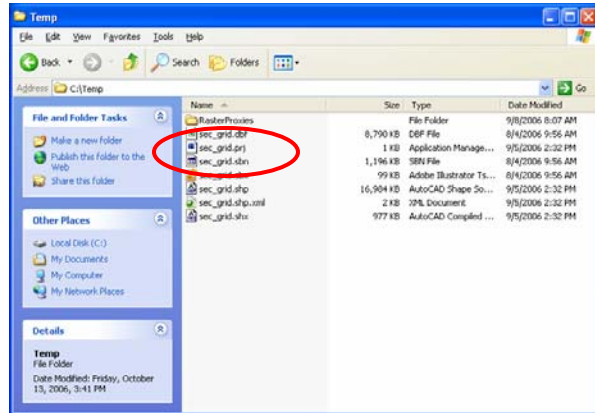 Temp
File Edit View Favorites Tools Help
Back Search Folders
Address C:\Temp Go
File and Folder Tasks
Make a new folder
Publish this folder to the Web
Share this folder
Other Places
Local Disk (C:)
My Documents
My Computer
My Network Places
Details
Temp
File Folder
Date Modified: Friday, October 13, 2006, 3:41 PM
Name Size Type Date Modified
RasterProxies File Folder 9/8/2006 8:07 AM
sec_grid.dbf 8,790 KB DBF File 8/4/2006 9:56 AM
sec_grid.prj 1 KB Application Manage... 9/5/2006 2:32 PM
sec_grid.sbn 1,196 KB SBN File 8/4/2006 9:56 AM
99 KB Adobe Illustrator Ts... 8/4/2006 9:56 AM
sec_grid.shp 16,984 KB AutoCAD Shape So... 9/5/2006 2:32 PM
sec_grid.shp.xml 2 KB XML Document 9/5/2006 2:32 PM
sec_grid.shx 977 KB AutoCAD Compiled ... 9/5/2006 2:32 PM